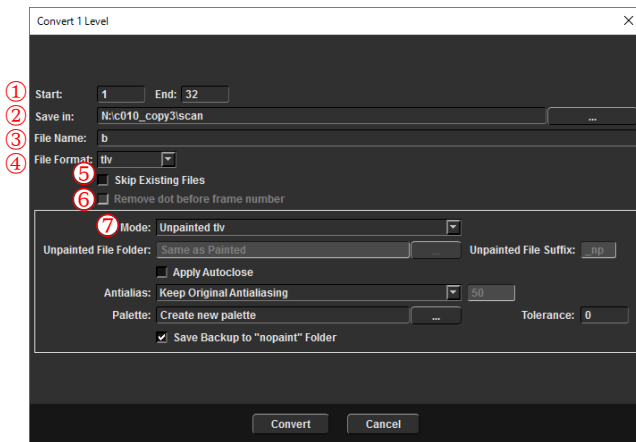 Convert 1 Level
① Start: 1 End: 32
② Save in: N:\c010_copy3\scan ...
③ File Name: b
④ File Format: tlv
⑤ Skip Existing Files
⑥ Remove dot before frame number
⑦ Mode: Unpainted tlv
Unpainted File Folder: Same as Painted ... Unpainted File Suffix: _np
Apply Autoclose
Antialias: Keep Original Antialiasing 50
Palette: Create new palette ... Tolerance: 0
Save Backup to "nopaint" Folder
Convert Cancel